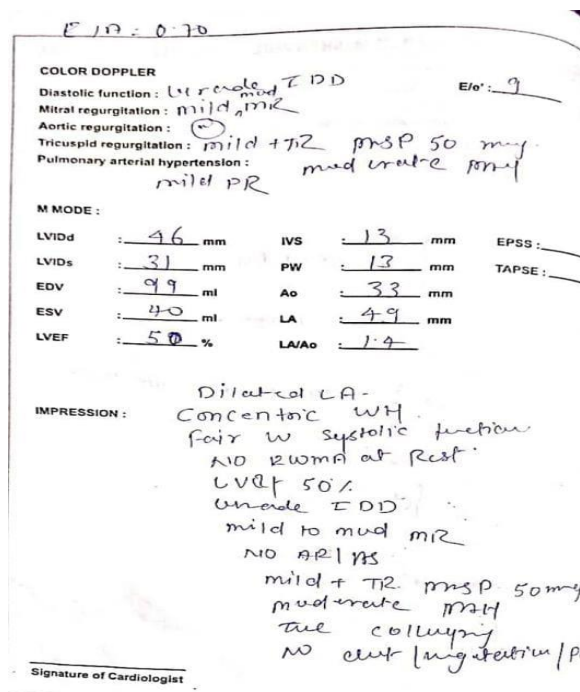 E/A : 0.70
COLOR DOPPLER
Diastolic function : Grade I DD E/e' : 9
Mitral regurgitation : mild mod MR
Aortic regurgitation :
Tricuspid regurgitation : mild + TR PASP 50 mmg
Pulmonary arterial hypertension : moderate PAH
mild PR
M MODE :
LVIDd : 46 mm IVS : 13 mm EPSS :
LVIDs : 31 mm PW : 13 mm TAPSE :
EDV : 99 ml Ao : 33 mm
ESV : 40 ml LA : 49 mm
LVEF : 50 % LA/Ao : 1.4
Dilated LA-
IMPRESSION : Concentric LVH
Fair LV systolic function
NO RWMA at Rest
LVEF 50%
Grade I DD
mild to mod MR
NO AR/AS
mild + TR PASP 50 mmg
moderate PAH
NO clot /
Signature of Cardiologist